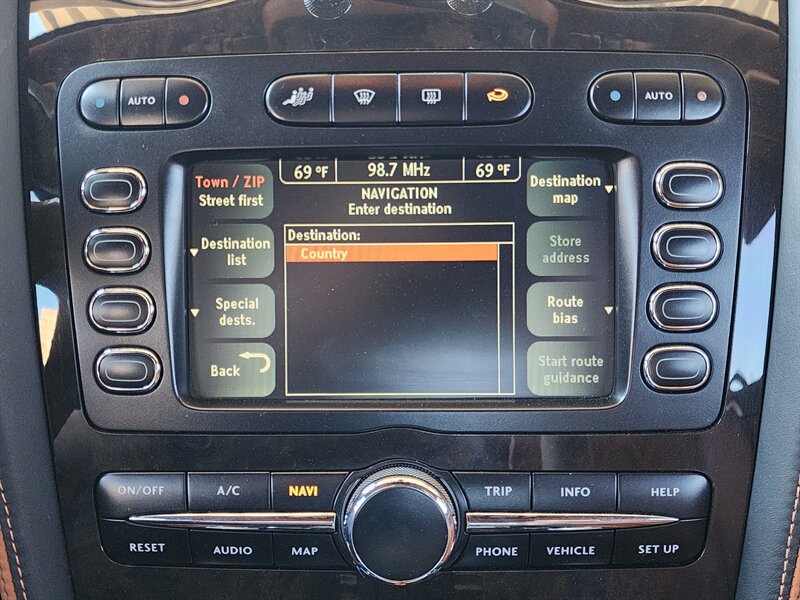 AUTO
AUTO
69 °F
98.7 MHz
69 °F
Town / ZIP
Street first
NAVIGATION
Enter destination
Destination
map
Destination:
Country
Destination
list
Store
address
Special
dests.
Route
bias
Back
Start route
guidance
ON/OFF
A/C
NAVI
TRIP
INFO
HELP
RESET
AUDIO
MAP
PHONE
VEHICLE
SET UP